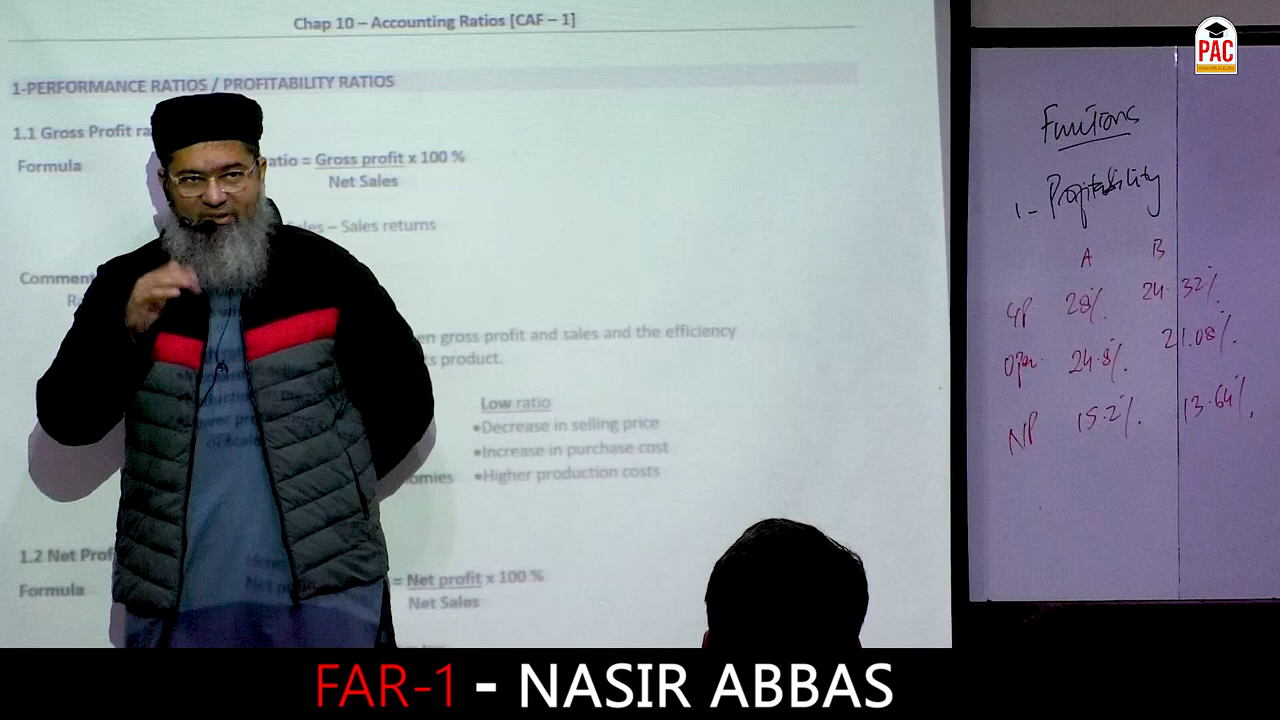 Chap 10 – Accounting Ratios [CAF – 1]
PAC
1-PERFORMANCE RATIOS / PROFITABILITY RATIOS
1.1 Gross Profit ra
Formula
atio = Gross profit x 100 %
Net Sales
Sales – Sales returns
Comment
R
en gross profit and sales and the efficiency
s product.
Low ratio
•Decrease in selling price
•Increase in purchase cost
omies •Higher production costs
1.2 Net Prof
Formula
= Net profit x 100 %
Net Sales
Functions
1- Profitability
A B
GP 28% 24.32%
Oper 24.8% 21.08%
NP 15.2% 13.64%
FAR-1 - NASIR ABBAS